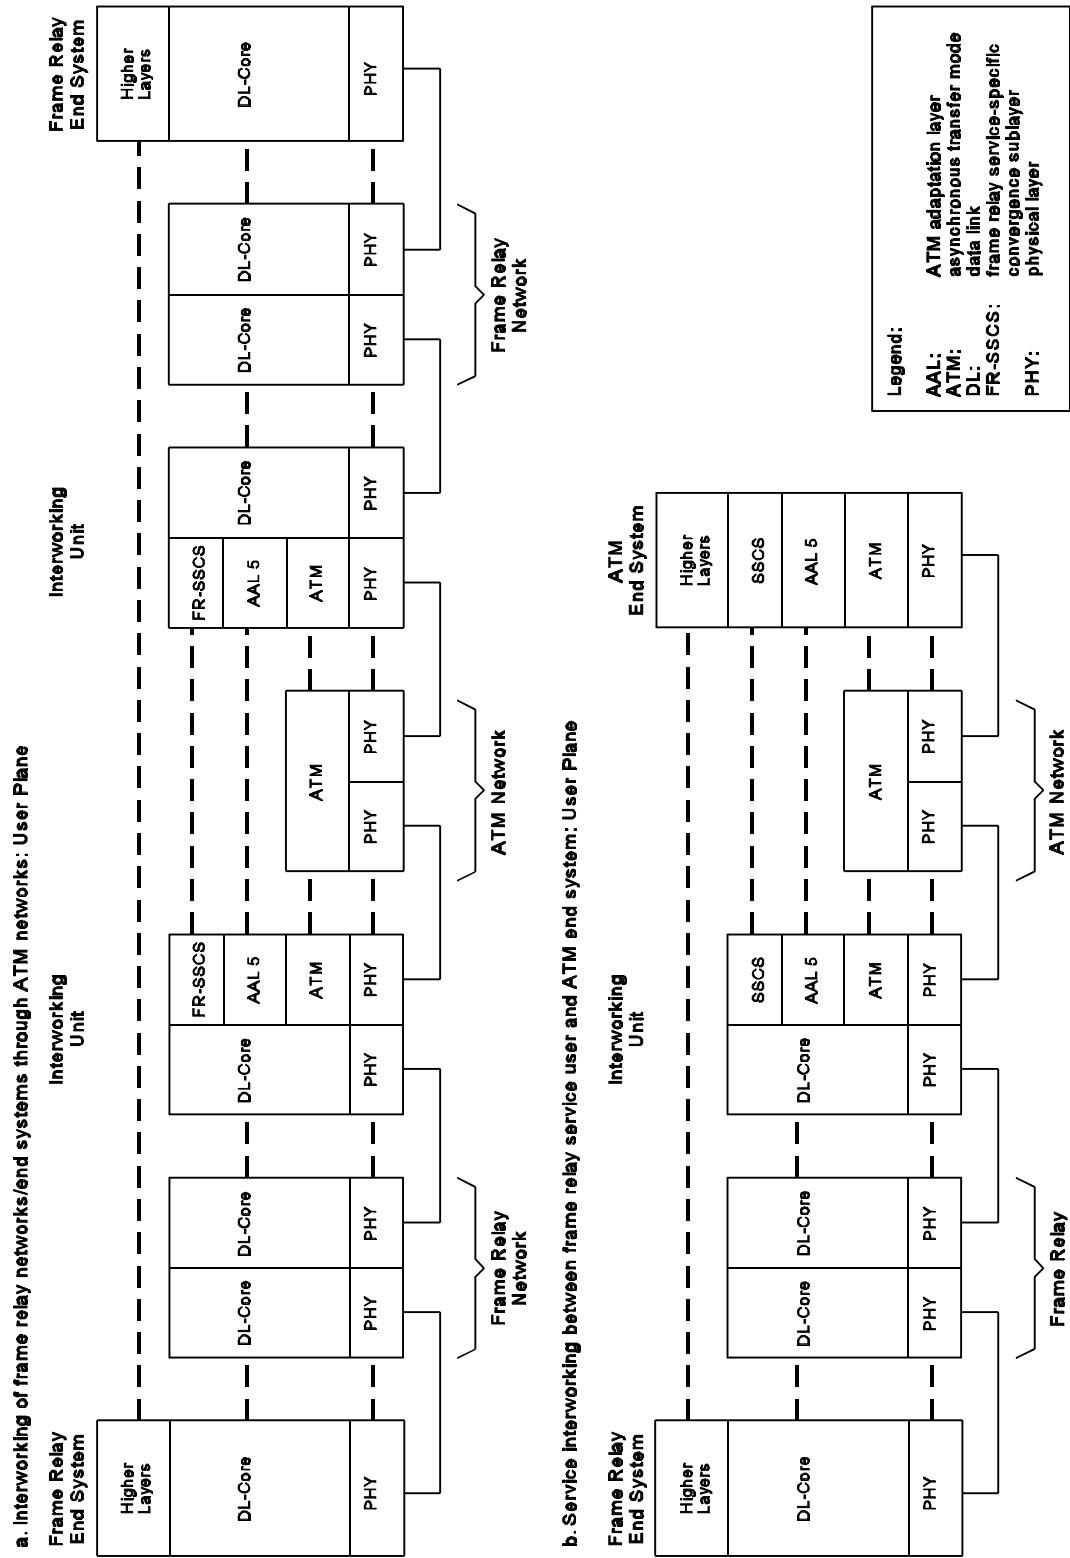 a. Interworking of frame relay networks/end systems through ATM networks: User Plane
Frame Relay
End System
Interworking
Unit
Interworking
Unit
Frame Relay
End System
Higher
Layers
DL-Core
PHY
DL-Core
PHY
DL-Core
PHY
DL-Core
PHY
FR-SSCS
AAL 5
ATM
PHY
ATM
PHY
PHY
FR-SSCS
AAL 5
ATM
PHY
DL-Core
PHY
DL-Core
PHY
DL-Core
PHY
Higher
Layers
DL-Core
PHY
Frame Relay
Network
ATM Network
Frame Relay
Network
b. Service interworking between frame relay service user and ATM end system: User Plane
Frame Relay
End System
Interworking
Unit
ATM
End System
Higher
Layers
DL-Core
PHY
DL-Core
PHY
DL-Core
PHY
DL-Core
PHY
SSCS
AAL 5
ATM
PHY
ATM
PHY
PHY
Higher
Layers
SSCS
AAL 5
ATM
PHY
Frame Relay
ATM Network
Legend:
AAL: ATM adaptation layer
ATM: asynchronous transfer mode
DL: data link
FR-SSCS: frame relay service-specific
convergence sublayer
PHY: physical layer